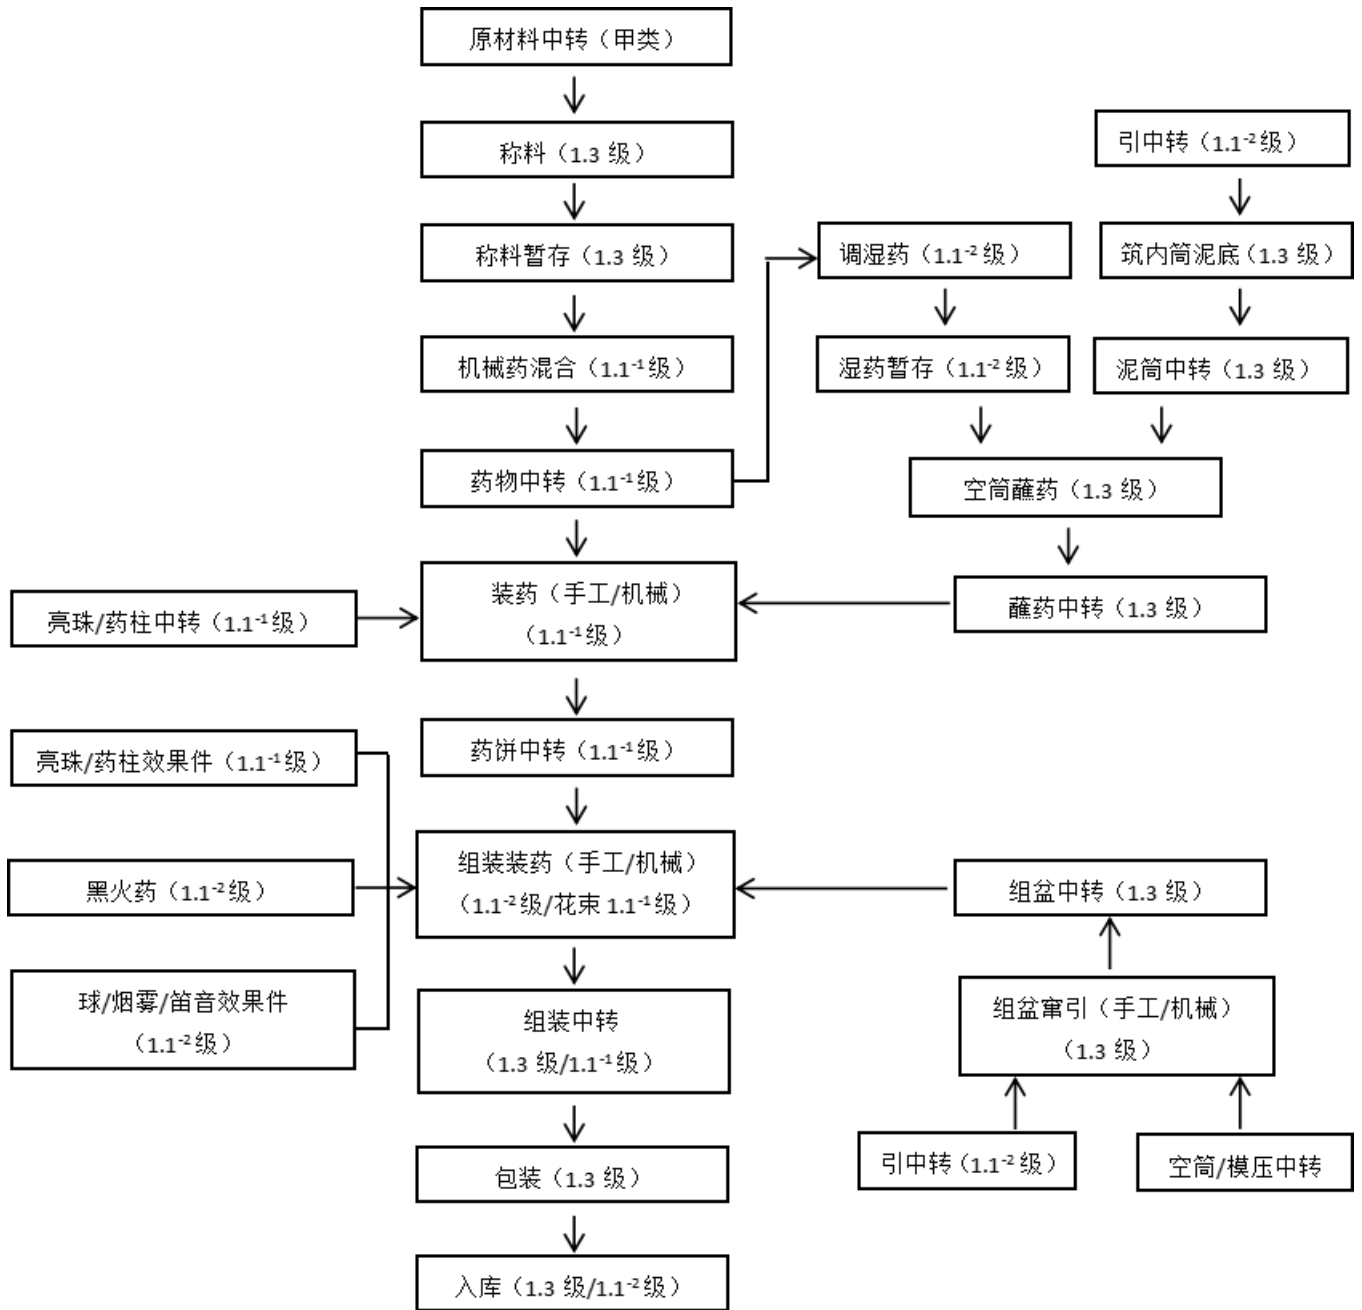 原材料中转（甲类）
称料（1.3 级）
引中转（1.1⁻²级）
称料暂存（1.3 级）
调湿药（1.1⁻²级）
筑内筒泥底（1.3 级）
机械药混合（1.1⁻¹级）
湿药暂存（1.1⁻²级）
泥筒中转（1.3 级）
药物中转（1.1⁻¹级）
空筒蘸药（1.3 级）
装药（手工/机械）
（1.1⁻¹级）
亮珠/药柱中转（1.1⁻¹级）
蘸药中转（1.3 级）
药饼中转（1.1⁻¹级）
亮珠/药柱效果件（1.1⁻¹级）
组装装药（手工/机械）
（1.1⁻²级/花束 1.1⁻¹级）
黑火药（1.1⁻²级）
组盆中转（1.3 级）
球/烟雾/笛音效果件
（1.1⁻²级）
组装中转
（1.3 级/1.1⁻¹级）
组盆窜引（手工/机械）
（1.3 级）
包装（1.3 级）
引中转（1.1⁻²级）
空筒/模压中转
入库（1.3 级/1.1⁻²级）